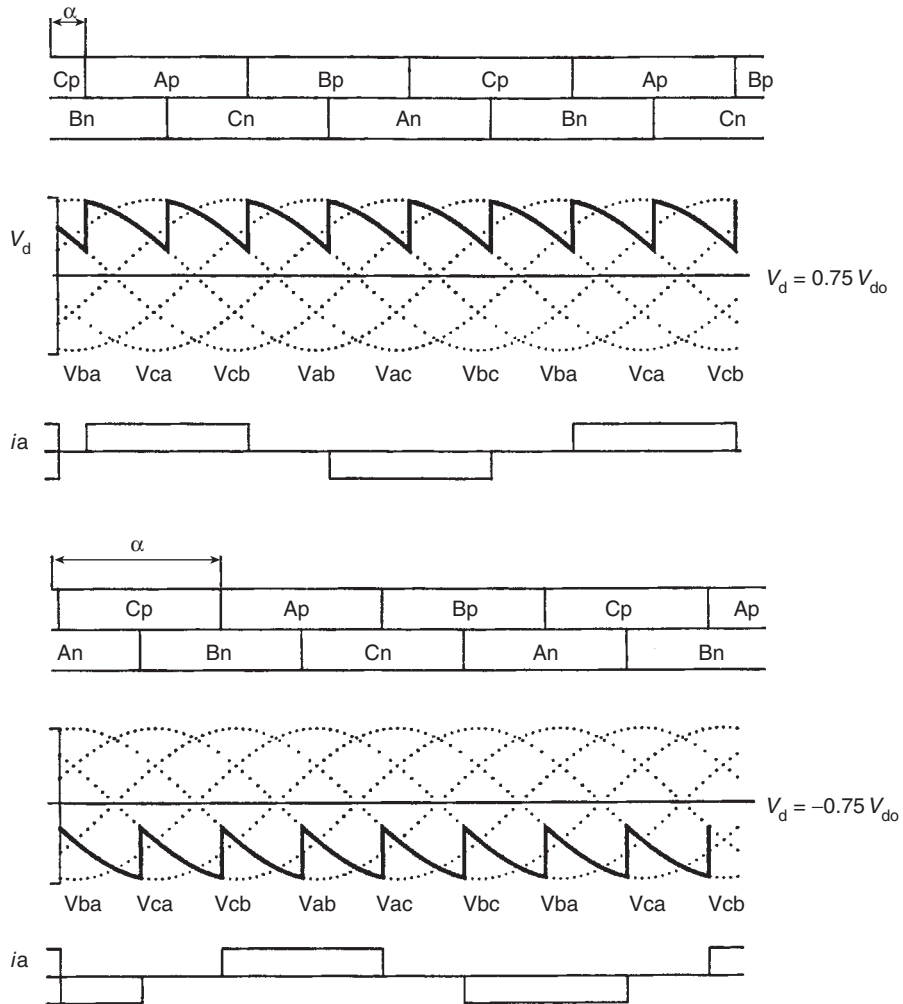 α
Cp Ap Bp Cp Ap Bp
Bn Cn An Bn Cn
Vd
Vd = 0.75 Vdo
Vba Vca Vcb Vab Vac Vbc Vba Vca Vcb
ia
α
Cp Ap Bp Cp Ap
An Bn Cn An Bn
Vd = −0.75 Vdo
Vba Vca Vcb Vab Vac Vbc Vba Vca Vcb
ia